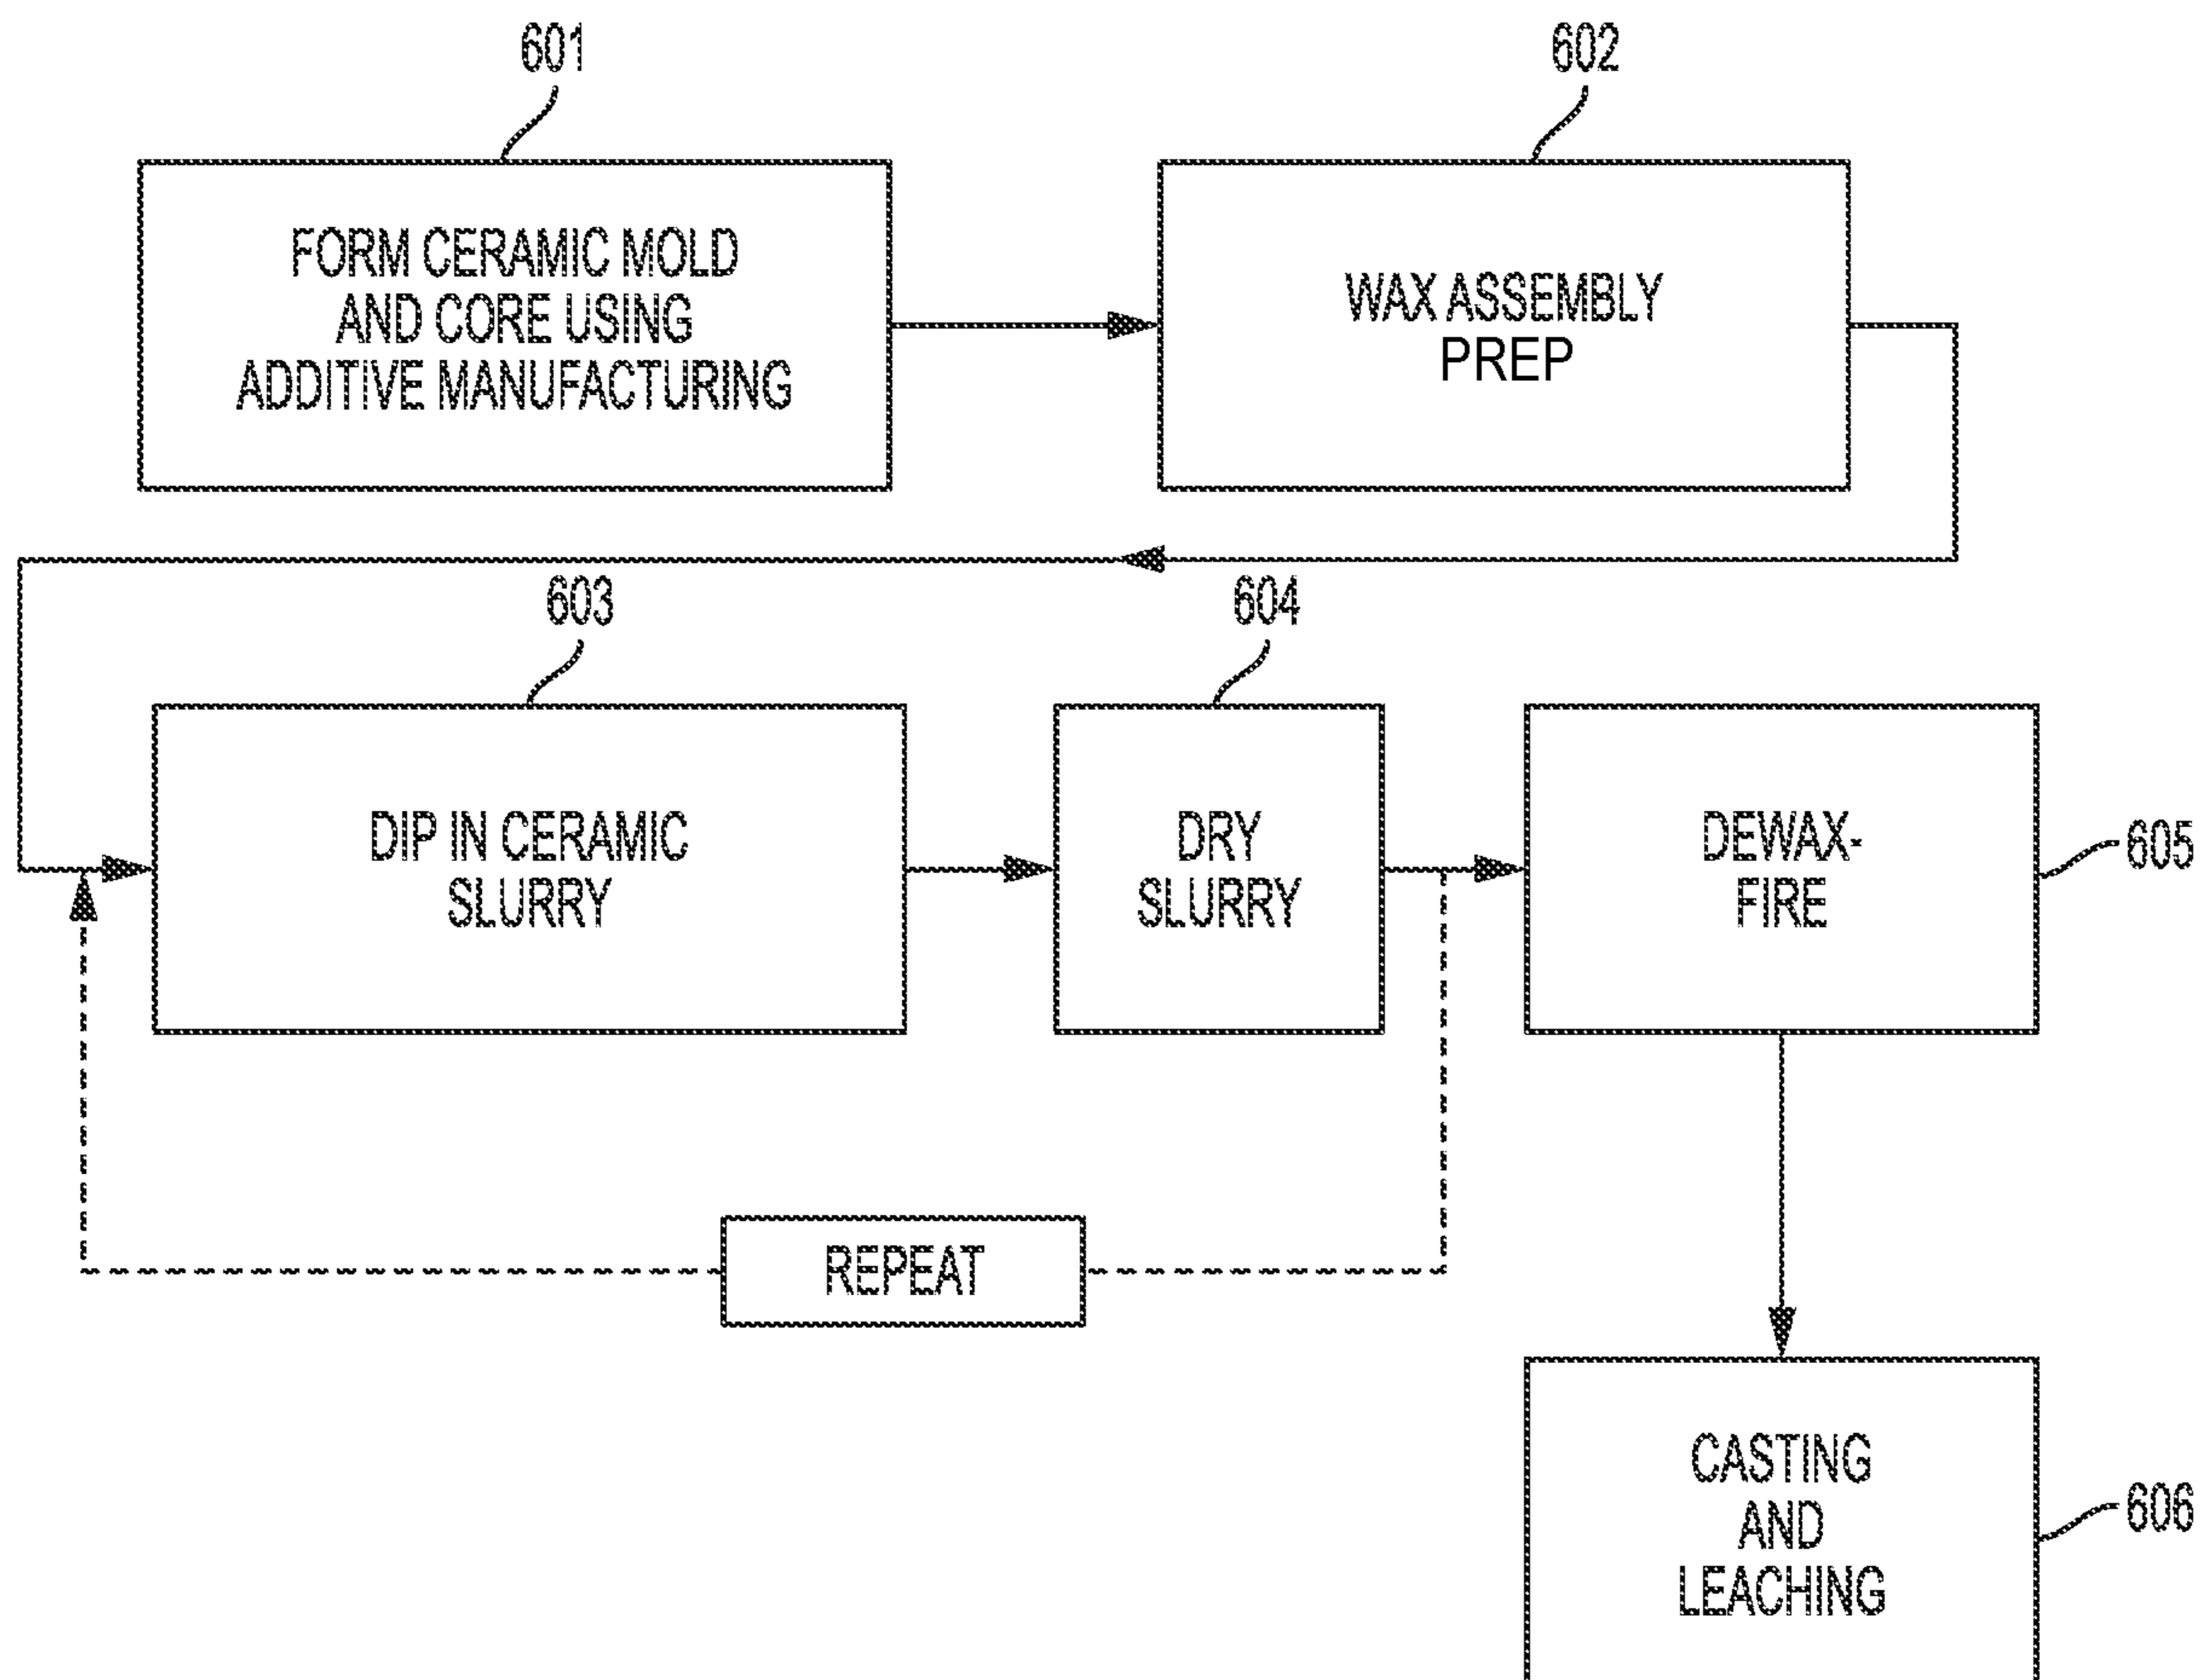 601
FORM CERAMIC MOLD
AND CORE USING
ADDITIVE MANUFACTURING
602
WAX ASSEMBLY
PREP
603
DIP IN CERAMIC
SLURRY
604
DRY
SLURRY
DEWAX-
FIRE
605
REPEAT
CASTING
AND
LEACHING
606